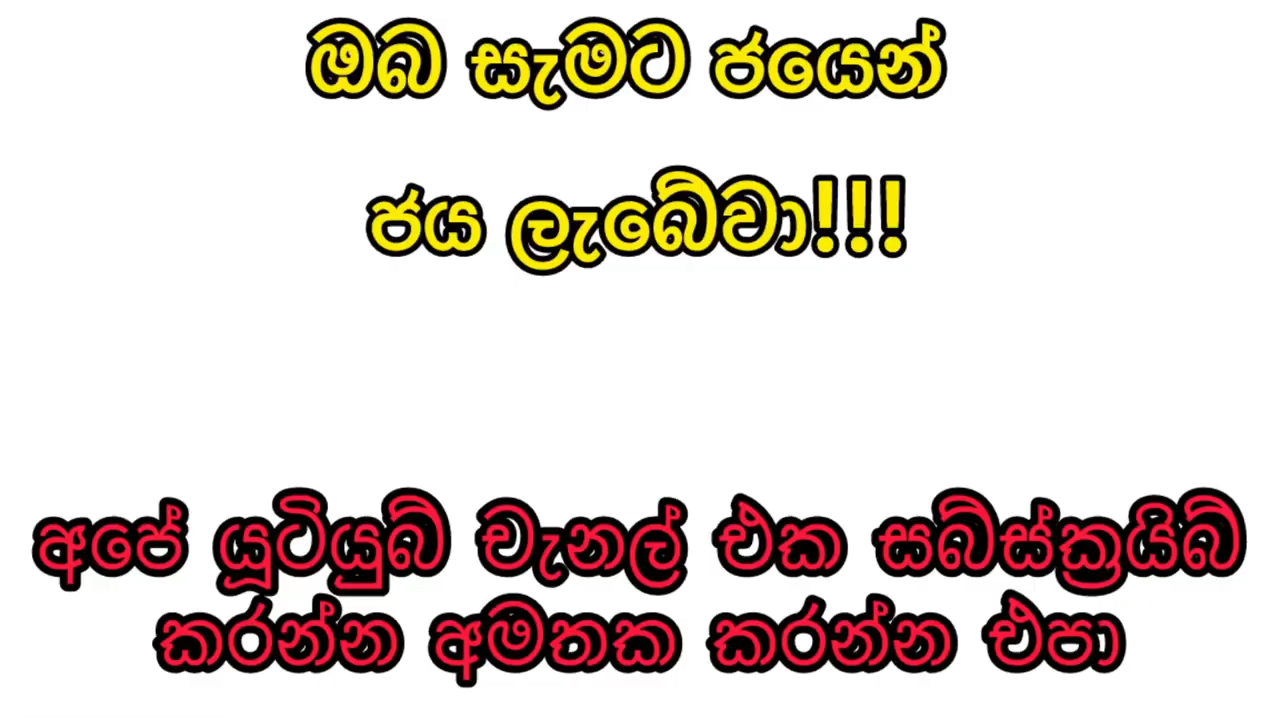 ඔබ සැමට ජයෙන්
ජය ලැබේවා!!!
අපේ යූටියුබ් චැනල් එක සබ්ස්ක්‍රයිබ්
කරන්න අමතක කරන්න එපා